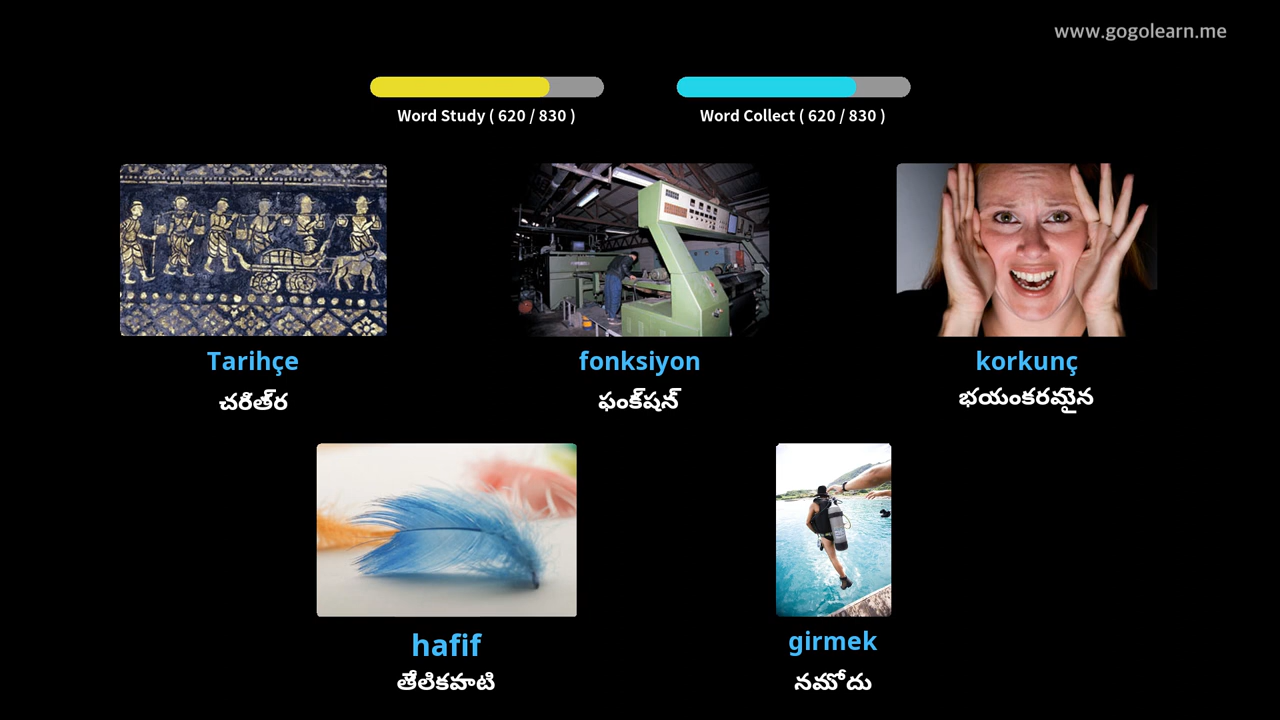 www.gogolearn.me
Word Study ( 620 / 830 )
Word Collect ( 620 / 830 )
Tarihçe
చరిత్ర
fonksiyon
ఫంక్షన్
korkunç
భయంకరమైన
hafif
తేలికపాటి
girmek
నమోదు